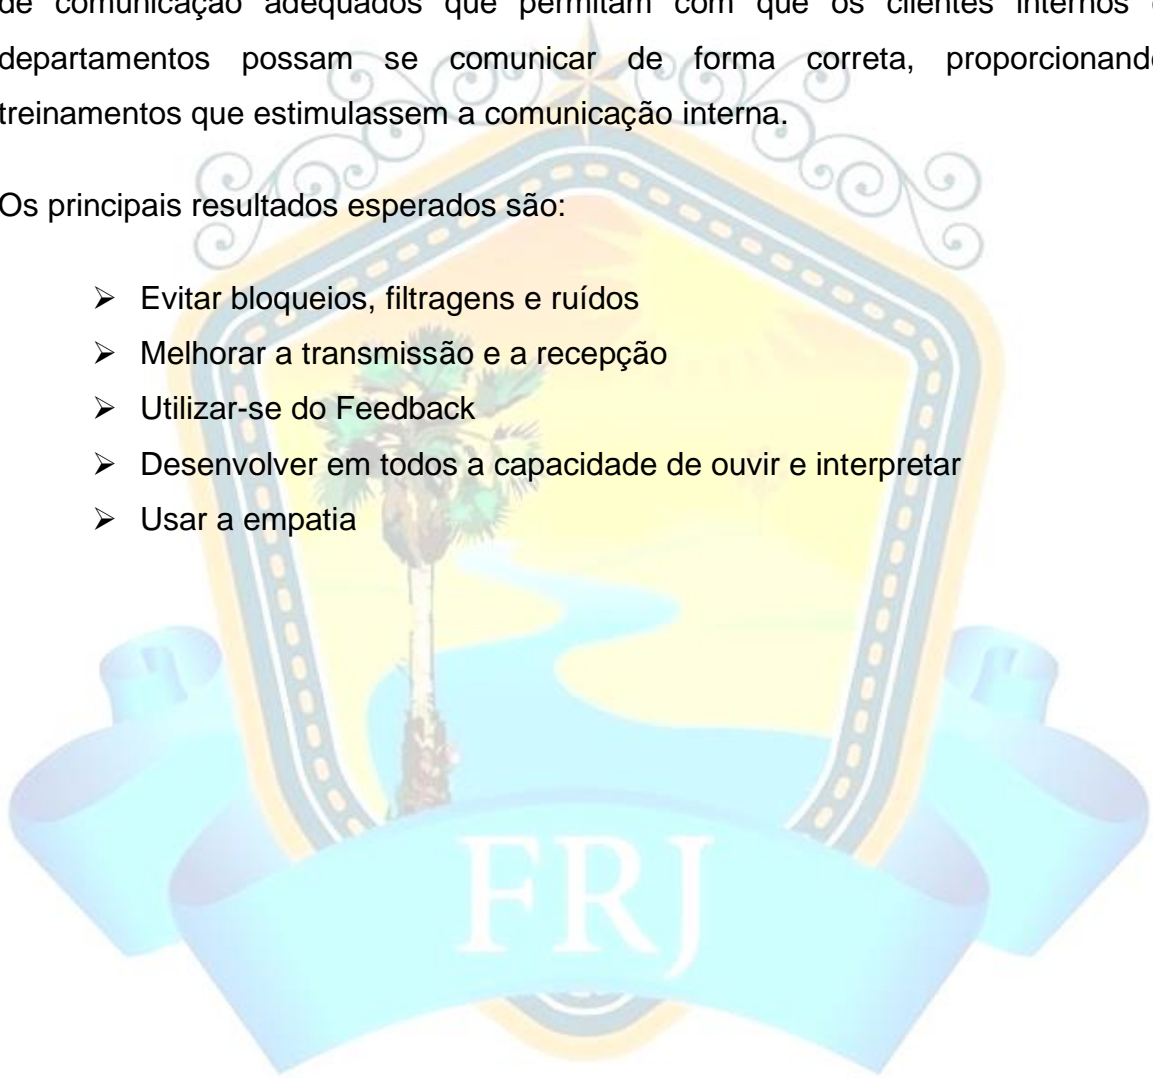 de comunicação adequados que permitam com que os clientes internos
departamentos possam se comunicar de forma correta, proporcionando
treinamentos que estimulassem a comunicação interna.
Os principais resultados esperados são:
➢ Evitar bloqueios, filtragens e ruídos
➢ Melhorar a transmissão e a recepção
➢ Utilizar-se do Feedback
➢ Desenvolver em todos a capacidade de ouvir e interpretar
➢ Usar a empatia
FRJ